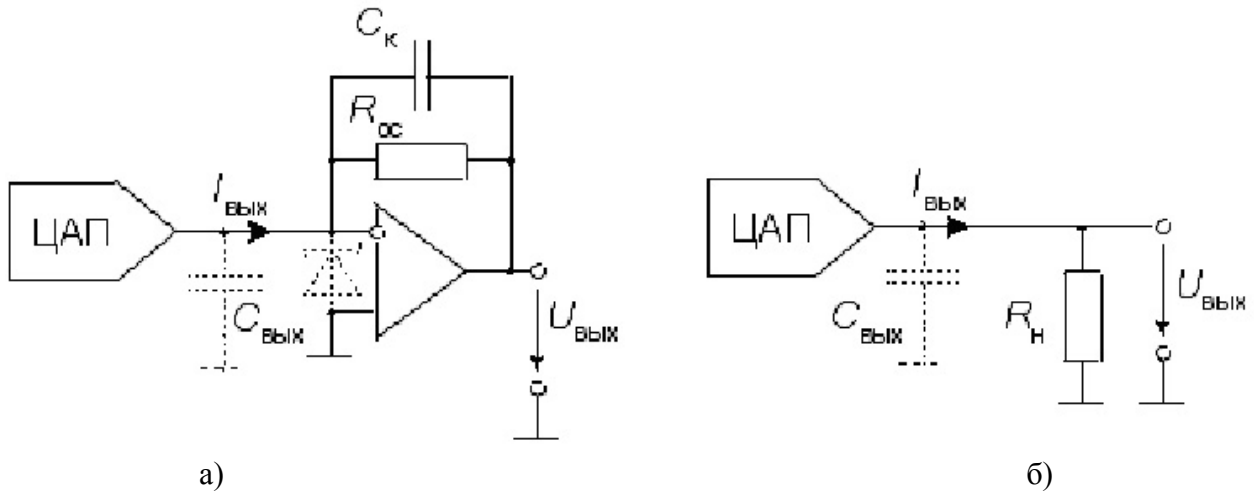 Cк
Rос
ЦАП
Iвых
Cвых
Uвых
ЦАП
Iвых
Cвых
Rн
Uвых
а)
б)